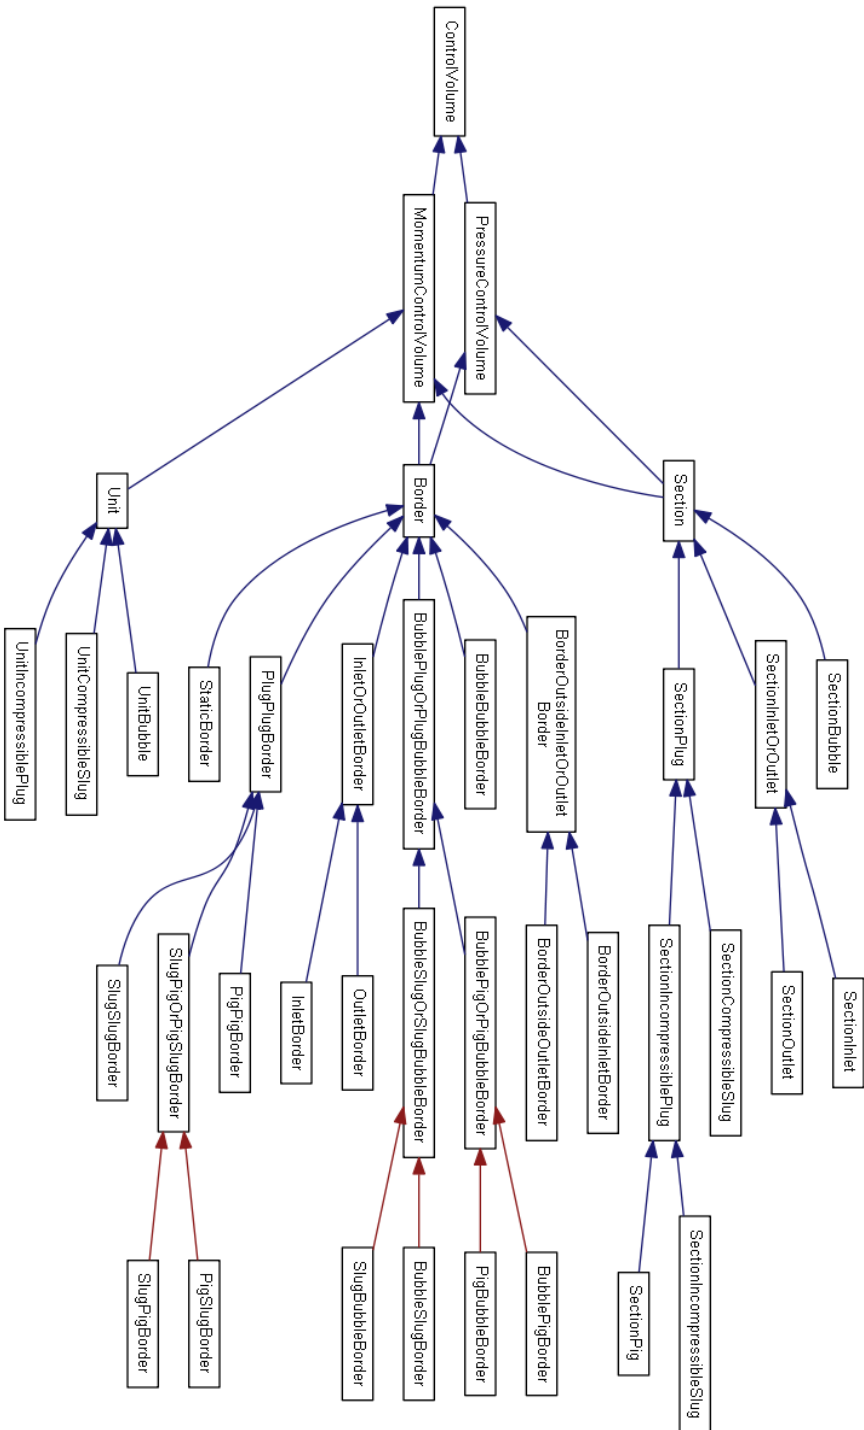 ControlVolume
MomentumControlVolume
PressureControlVolume
Unit
Border
Section
UnitIncompressiblePlug
UnitCompressibleSlug
UnitBubble
StaticBorder
PlugPlugBorder
InletOrOutletBorder
BubblePlugOrPlugBubbleBorder
BubbleBubbleBorder
BorderOutsideInletOrOutlet
Border
SectionPlug
SectionInletOrOutlet
SectionBubble
SlugSlugBorder
SlugPigOrPigSlugBorder
PigPigBorder
InletBorder
OutletBorder
BubbleSlugOrSlugBubbleBorder
BubblePigOrPigBubbleBorder
BorderOutsideOutletBorder
BorderOutsideInletBorder
SectionIncompressiblePlug
SectionCompressibleSlug
SectionOutlet
SectionInlet
SlugPigBorder
PigSlugBorder
SlugBubbleBorder
BubbleSlugBorder
PigBubbleBorder
BubblePigBorder
SectionPig
SectionIncompressibleSlug